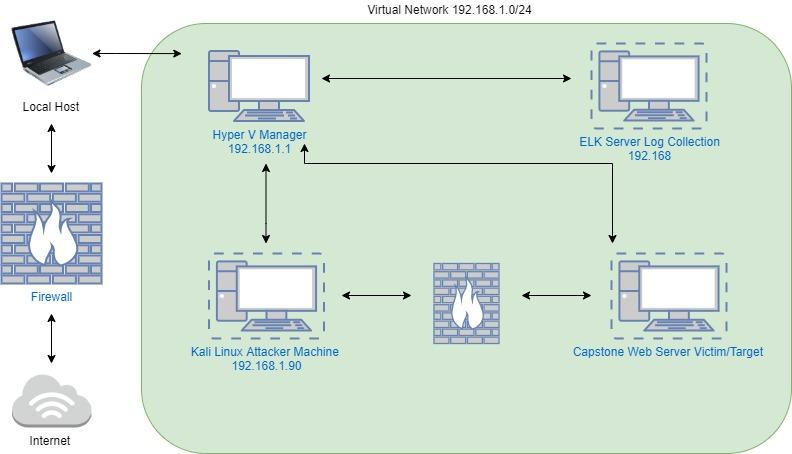 Virtual Network 192.168.1.0/24
Local Host
Hyper V Manager
192.168.1.1
ELK Server Log Collection
192.168
Firewall
Kali Linux Attacker Machine
192.168.1.90
Capstone Web Server Victim/Target
Internet